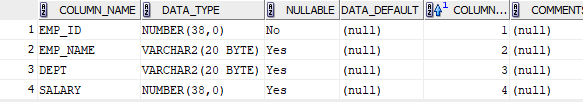 COLUMN_NAME DATA_TYPE NULLABLE DATA_DEFAULT COLUMN... COMMENTS
1 EMP_ID NUMBER(38,0) No (null) 1 (null)
2 EMP_NAME VARCHAR2(20 BYTE) Yes (null) 2 (null)
3 DEPT VARCHAR2(20 BYTE) Yes (null) 3 (null)
4 SALARY NUMBER(38,0) Yes (null) 4 (null)